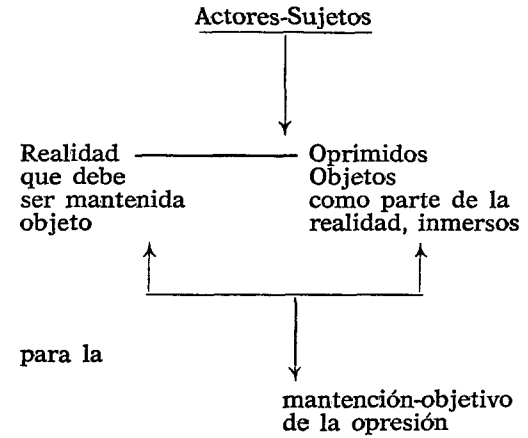 Actores-Sujetos
Realidad
que debe
ser mantenida
objeto
Oprimidos
Objetos
como parte de la
realidad, inmersos
para la
mantención-objetivo
de la opresión